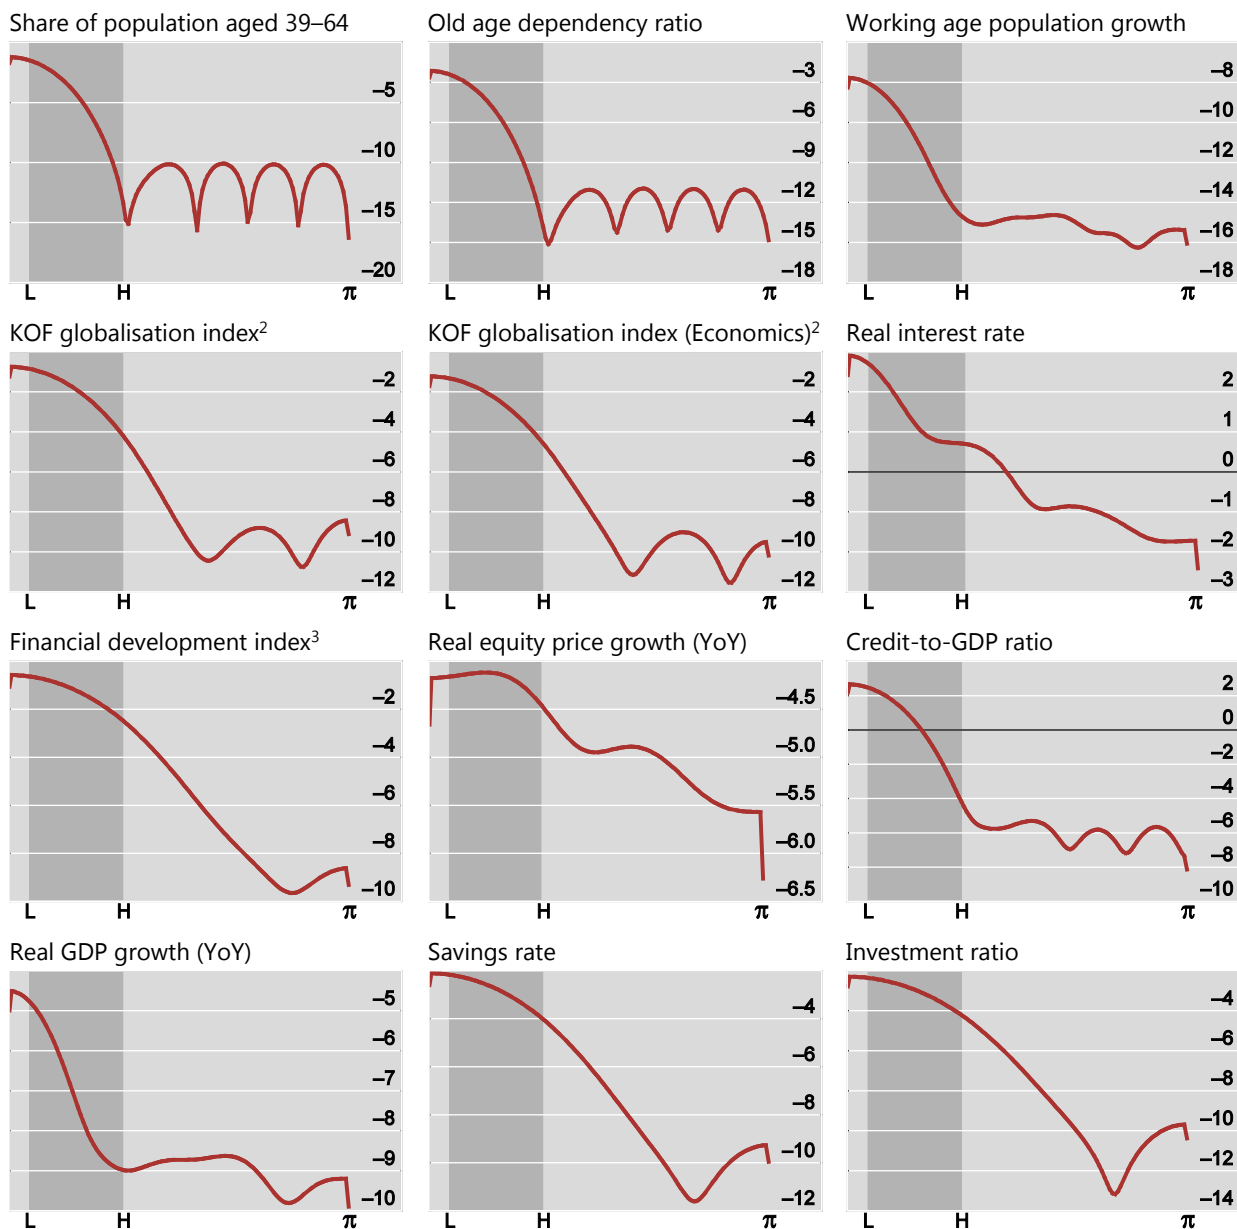 Share of population aged 39–64
Old age dependency ratio
Working age population growth
–5
–10
–15
–20
L H π
–3
–6
–9
–12
–15
–18
L H π
–8
–10
–12
–14
–16
–18
L H π
KOF globalisation index2
KOF globalisation index (Economics)2
Real interest rate
–2
–4
–6
–8
–10
–12
L H π
–2
–4
–6
–8
–10
–12
L H π
2
1
0
–1
–2
–3
L H π
Financial development index3
Real equity price growth (YoY)
Credit-to-GDP ratio
–2
–4
–6
–8
–10
L H π
–4.5
–5.0
–5.5
–6.0
–6.5
L H π
2
0
–2
–4
–6
–8
–10
L H π
Real GDP growth (YoY)
Savings rate
Investment ratio
–5
–6
–7
–8
–9
–10
L H π
–4
–6
–8
–10
–12
L H π
–4
–6
–8
–10
–12
–14
L H π